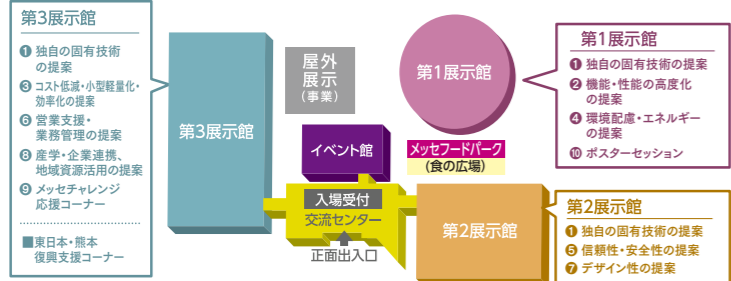 第3展示館
❶ 独自の固有技術
の提案
❸ コスト低減・小型軽量化・
効率化の提案
❻ 営業支援・
業務管理の提案
❽ 産学・企業連携、
地域資源活用の提案
❾ メッセチャレンジ
応援コーナー
■東日本・熊本
復興支援コーナー
第3展示館
屋外
展示
(事業)
イベント館
入場受付
交流センター
正面出入口
第1展示館
メッセフードパーク
(食の広場)
第2展示館
第1展示館
❶ 独自の固有技術の提案
❷ 機能・性能の高度化
の提案
❹ 環境配慮・エネルギー
の提案
❿ ポスターセッション
第2展示館
❶ 独自の固有技術の提案
❺ 信頼性・安全性の提案
❼ デザイン性の提案